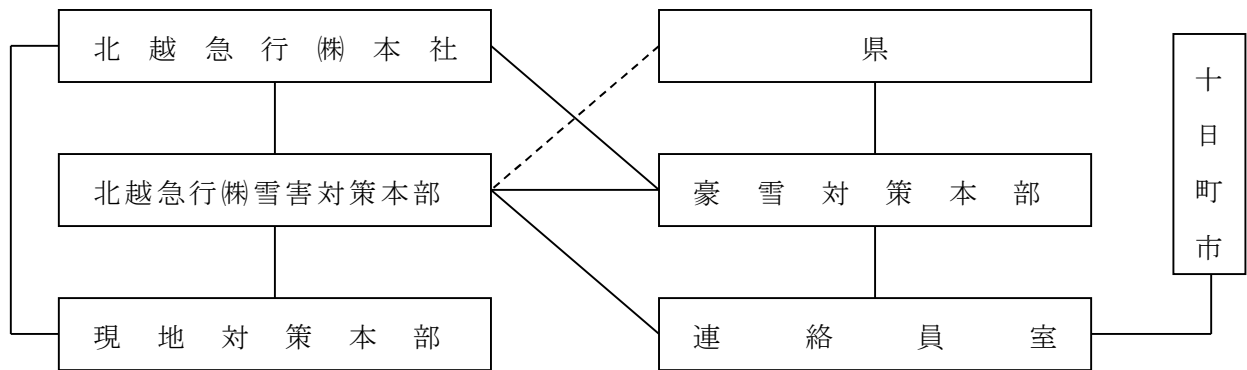 北越急行㈱本社
県
十日町市
北越急行㈱雪害対策本部
豪雪対策本部
現地対策本部
連絡員室